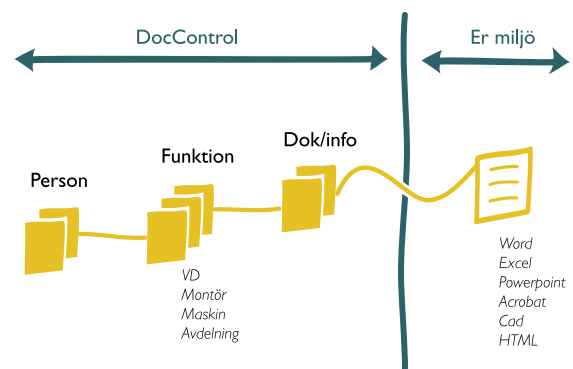 DocControl
Er miljö
Dok/info
Funktion
Person
VD
Montör
Maskin
Avdelning
Word
Excel
Powerpoint
Acrobat
Cad
HTML